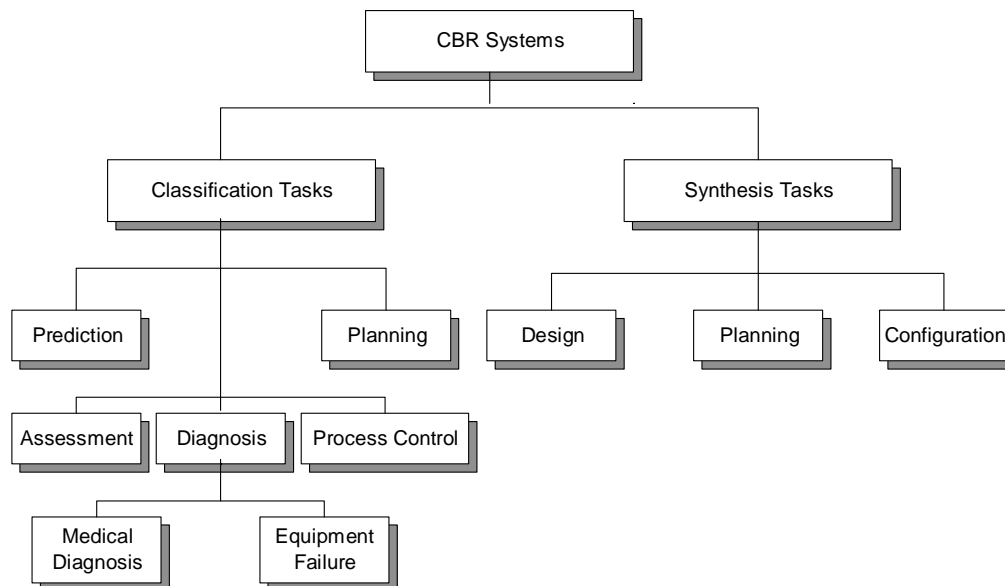 CBR Systems
Classification Tasks
Synthesis Tasks
Prediction
Planning
Design
Planning
Configuration
Assessment
Diagnosis
Process Control
Medical
Diagnosis
Equipment
Failure